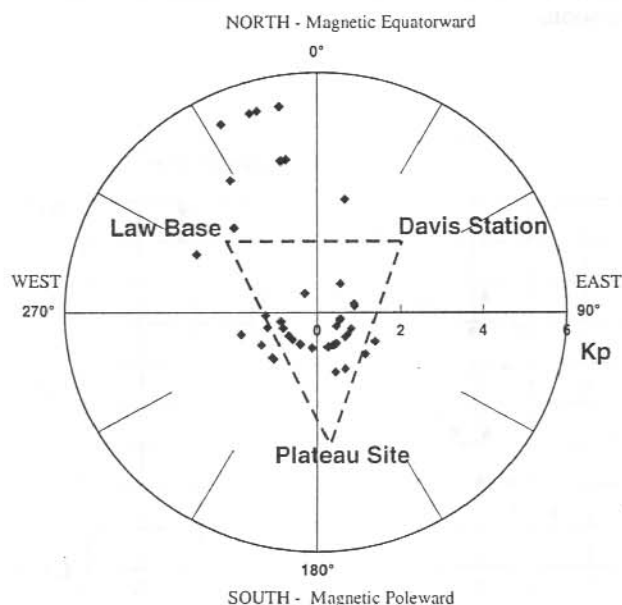 NORTH - Magnetic Equatorward
0°
Law Base
Davis Station
WEST
270°
EAST
90°
0
2
4
6
Kp
Plateau Site
180°
SOUTH - Magnetic Poleward